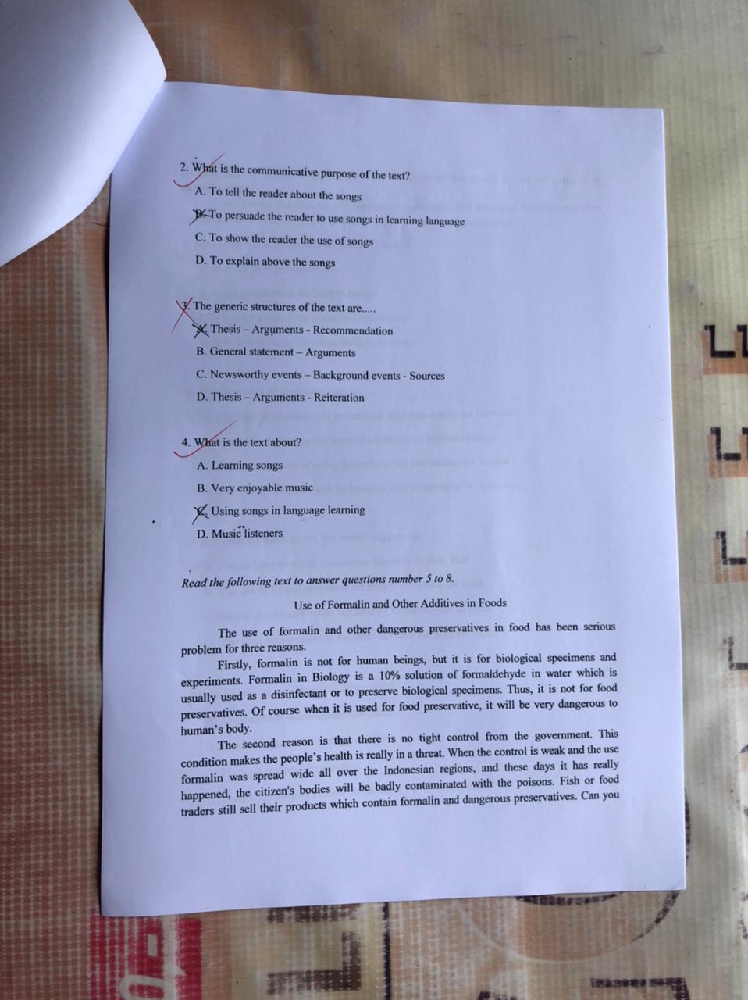 2. What is the communicative purpose of the text?
A. To tell the reader about the songs
B. To persuade the reader to use songs in learning language
C. To show the reader the use of songs
D. To explain above the songs
3. The generic structures of the text are.....
A. Thesis – Arguments - Recommendation
B. General statement – Arguments
C. Newsworthy events – Background events - Sources
D. Thesis – Arguments - Reiteration
4. What is the text about?
A. Learning songs
B. Very enjoyable music
C. Using songs in language learning
D. Music listeners
Read the following text to answer questions number 5 to 8.
Use of Formalin and Other Additives in Foods
The use of formalin and other dangerous preservatives in food has been serious
problem for three reasons.
Firstly, formalin is not for human beings, but it is for biological specimens and
experiments. Formalin in Biology is a 10% solution of formaldehyde in water which is
usually used as a disinfectant or to preserve biological specimens. Thus, it is not for food
preservatives. Of course when it is used for food preservative, it will be very dangerous to
human's body.
The second reason is that there is no tight control from the government. This
condition makes the people's health is really in a threat. When the control is weak and the use
formalin was spread wide all over the Indonesian regions, and these days it has really
happened, the citizen's bodies will be badly contaminated with the poisons. Fish or food
traders still sell their products which contain formalin and dangerous preservatives. Can you